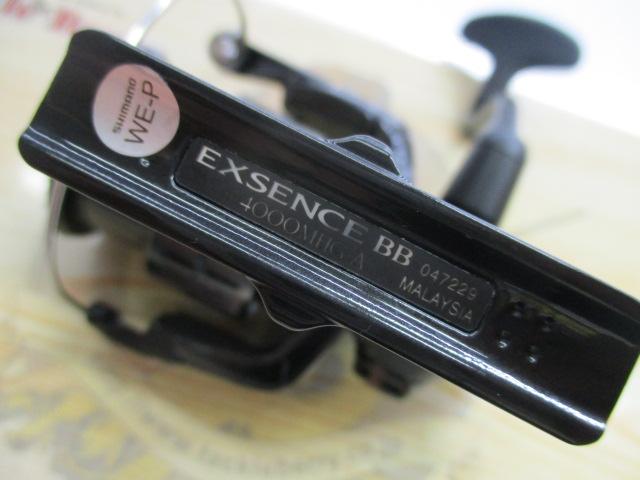 SHIMANO
WE-P
EXSENCE BB
4000MHG A
047229
MALAYSIA